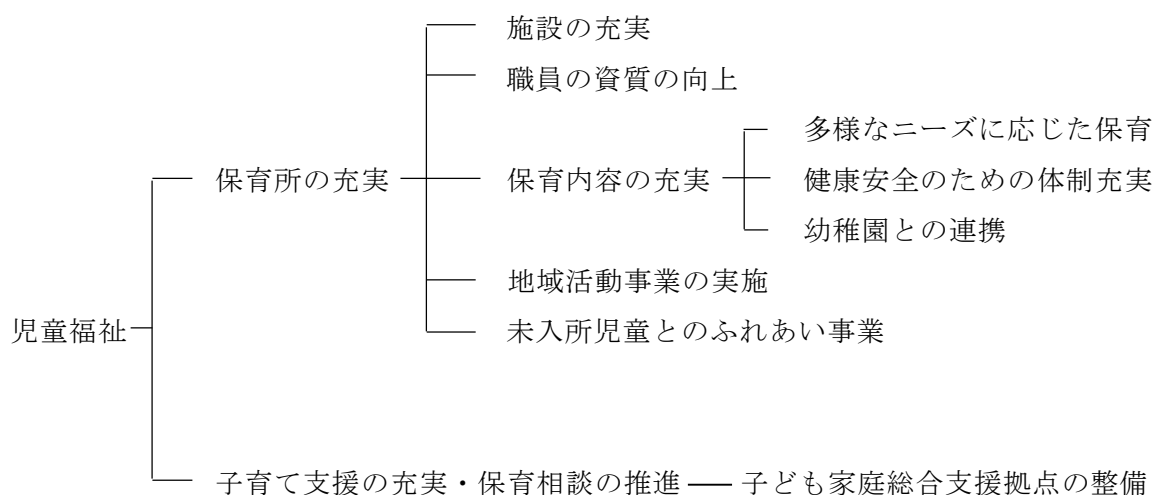 施設の充実
職員の資質の向上
多様なニーズに応じた保育
保育所の充実 保育内容の充実 健康安全のための体制充実
幼稚園との連携
地域活動事業の実施
児童福祉 未入所児童とのふれあい事業
子育て支援の充実・保育相談の推進 子ども家庭総合支援拠点の整備